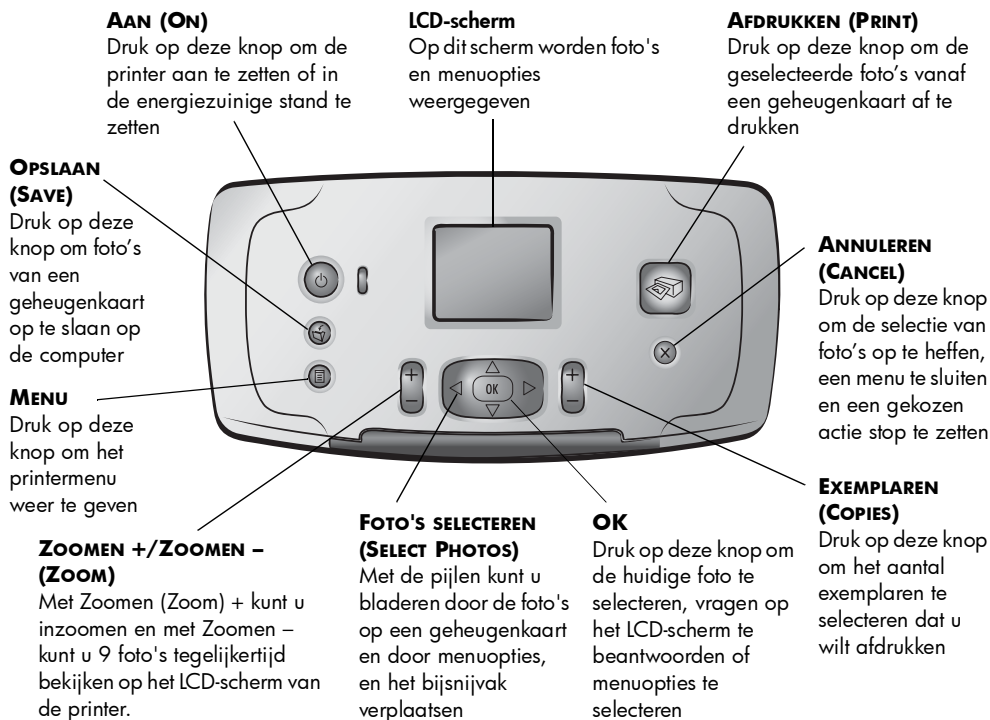 AAN (ON)
Druk op deze knop om de
printer aan te zetten of in
de energiezuinige stand te
zetten
LCD-scherm
Op dit scherm worden foto's
en menuopties
weergegeven
AFDRUKKEN (PRINT)
Druk op deze knop om de
geselecteerde foto's vanaf
een geheugenkaart af te
drukken
OPSLAAN
(SAVE)
Druk op deze
knop om foto's
van een
geheugenkaart
op te slaan op
de computer
MENU
Druk op deze
knop om het
printermenu
weer te geven
ANNULEREN
(CANCEL)
Druk op deze knop
om de selectie van
foto's op te heffen,
een menu te sluiten
en een gekozen
actie stop te zetten
+
–
OK
+
–
ZOOMEN +/ZOOMEN –
(ZOOM)
Met Zoomen (Zoom) + kunt u
inzoomen en met Zoomen –
kunt u 9 foto's tegelijkertijd
bekijken op het LCD-scherm van
de printer.
FOTO'S SELECTEREN
(SELECT PHOTOS)
Met de pijlen kunt u
bladeren door de foto's
op een geheugenkaart
en door menuopties,
en het bijsnijvak
verplaatsen
OK
Druk op deze knop om
de huidige foto te
selecteren, vragen op
het LCD-scherm te
beantwoorden of
menuopties te
selecteren
EXEMPLAREN
(COPIES)
Druk op deze knop
om het aantal
exemplaren te
selecteren dat u
wilt afdrukken